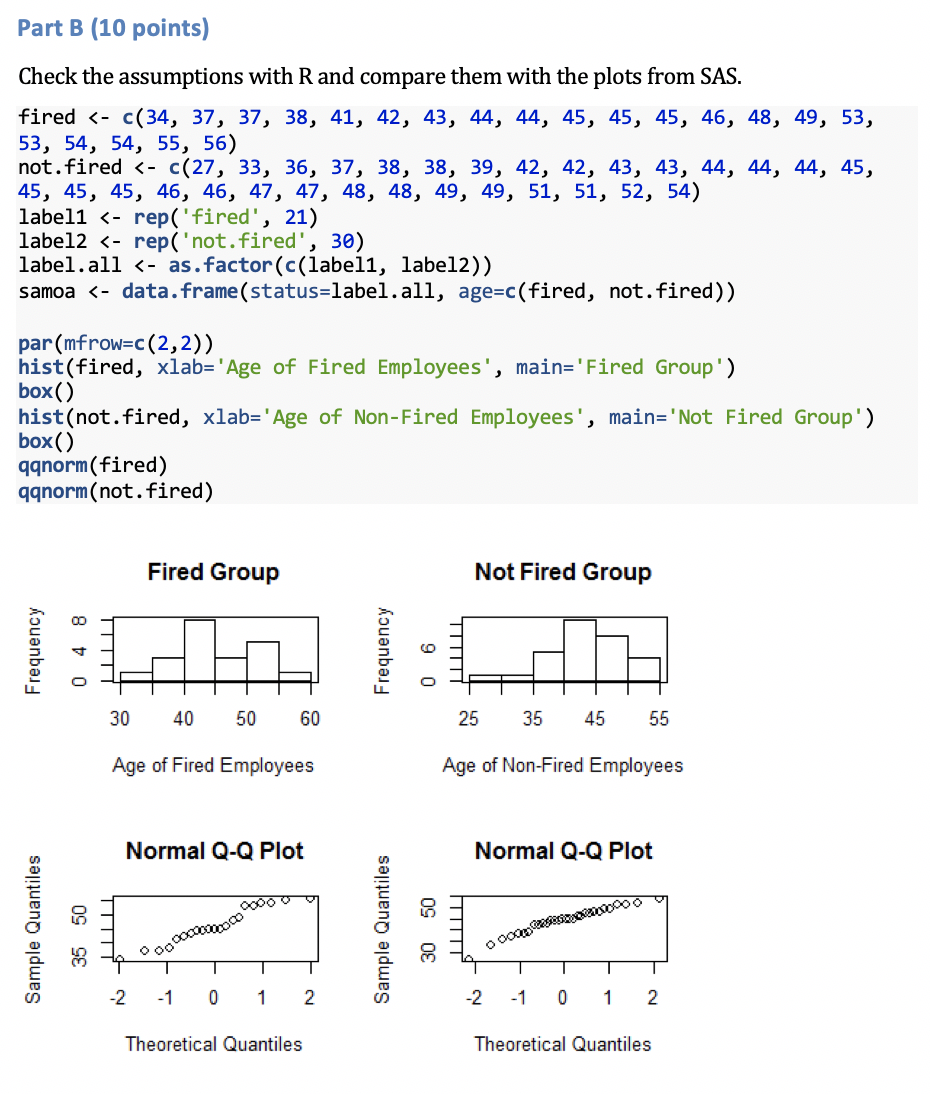 Part B (10 points)
Check the assumptions with R and compare them with the plots from SAS.
fired <- c(34, 37, 37, 38, 41, 42, 43, 44, 44, 45, 45, 45, 46, 48, 49, 53,
53, 54, 54, 55, 56)
not.fired <- c(27, 33, 36, 37, 38, 38, 39, 42, 42, 43, 43, 44, 44, 44, 45,
45, 45, 45, 46, 46, 47, 47, 48, 48, 49, 49, 51, 51, 52, 54)
label1 <- rep('fired', 21)
label2 <- rep('not.fired', 30)
label.all <- as.factor(c(label1, label2))
samoa <- data.frame(status=label.all, age=c(fired, not.fired))
par(mfrow=c(2,2))
hist(fired, xlab='Age of Fired Employees', main='Fired Group')
box()
hist(not.fired, xlab='Age of Non-Fired Employees', main='Not Fired Group')
box()
qqnorm(fired)
qqnorm(not.fired)
Fired Group
Frequency
8
4
0
30 40 50 60
Age of Fired Employees
Not Fired Group
Frequency
6
0
25 35 45 55
Age of Non-Fired Employees
Normal Q-Q Plot
Sample Quantiles
50
35
-2 -1 0 1 2
Theoretical Quantiles
Normal Q-Q Plot
Sample Quantiles
50
30
-2 -1 0 1 2
Theoretical Quantiles